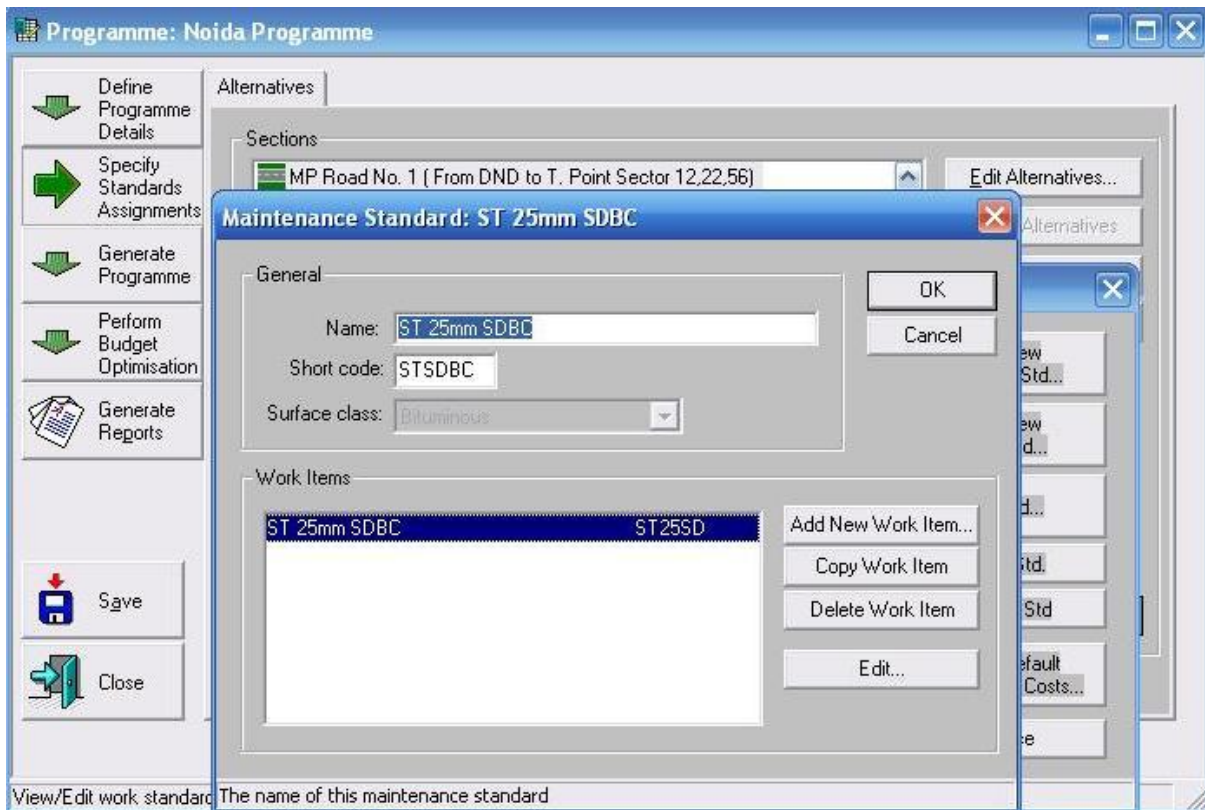 Programme: Noida Programme
Define
Programme
Details
Specify
Standards
Assignments
Generate
Programme
Perform
Budget
Optimisation
Generate
Reports
Save
Close
Alternatives
Sections
MP Road No. 1 ( From DND to T. Point Sector 12,22,56)
Edit Alternatives...
Alternatives
Maintenance Standard: ST 25mm SDBC
General
Name: ST 25mm SDBC
Short code: STSDBC
Surface class: Bituminous
OK
Cancel
Work Items
ST 25mm SDBC ST25SD
Add New Work Item...
Copy Work Item
Delete Work Item
Edit...
Std...
Std
Costs...
View/Edit work standard
The name of this maintenance standard